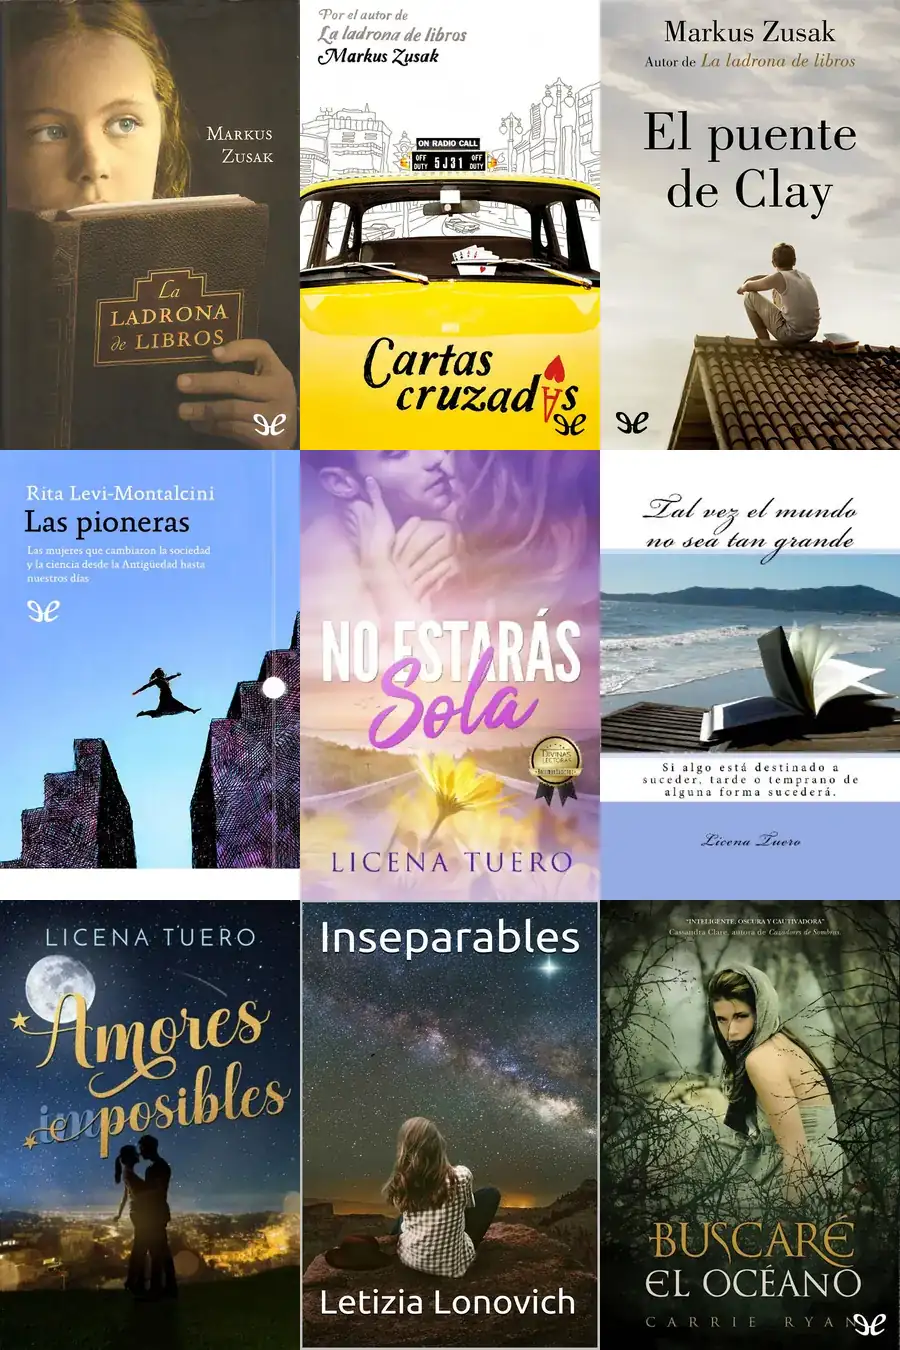 MARKUS
ZUSAK
La
LADRONA
de LIBROS
Por el autor de
La ladrona de libros
Markus Zusak
ON RADIO CALL
OFF DUTY 5J31 OFF DUTY
Cartas
cruzadAs
Markus Zusak
Autor de La ladrona de libros
El puente
de Clay
Rita Levi-Montalcini
Las pioneras
Las mujeres que cambiaron la sociedad
y la ciencia desde la Antigüedad hasta
nuestros días
NO ESTARÁS
Sola
DIVINAS
LECTORAS
LICENA TUERO
Tal vez el mundo
no sea tan grande
Si algo está destinado a
suceder, tarde o temprano de
alguna forma sucederá.
Licena Tuero
LICENA TUERO
Amores
imposibles
Inseparables
Letizia Lonovich
"INTELIGENTE, OSCURA Y CAUTIVADORA"
Cassandra Clare, autora de Cazadores de Sombras.
BUSCARÉ
EL OCÉANO
CARRIE RYAN